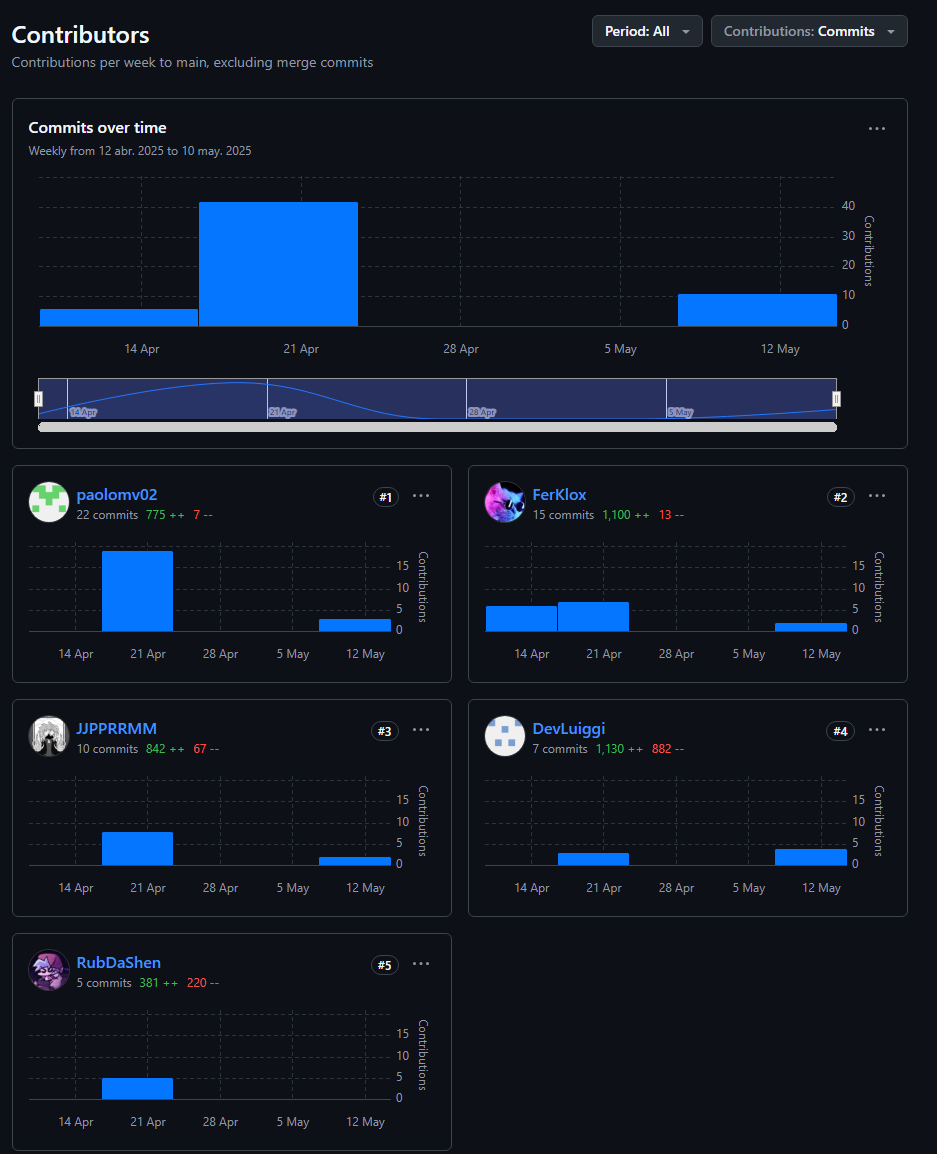 Contributors
Period: All
Contributions: Commits
Contributions per week to main, excluding merge commits
Commits over time
Weekly from 12 abr. 2025 to 10 may. 2025
40
30
20
10
0
Contributions
14 Apr 21 Apr 28 Apr 5 May 12 May
14 Apr 21 Apr 28 Apr 5 May
paolomv02 #1
22 commits 775 ++ 7 --
15
10
5
0
Contributions
14 Apr 21 Apr 28 Apr 5 May 12 May
FerKlox #2
15 commits 1,100 ++ 13 --
15
10
5
0
Contributions
14 Apr 21 Apr 28 Apr 5 May 12 May
JJPPRRMM #3
10 commits 842 ++ 67 --
15
10
5
0
Contributions
14 Apr 21 Apr 28 Apr 5 May 12 May
DevLuiggi #4
7 commits 1,130 ++ 882 --
15
10
5
0
Contributions
14 Apr 21 Apr 28 Apr 5 May 12 May
RubDaShen #5
5 commits 381 ++ 220 --
15
10
5
0
Contributions
14 Apr 21 Apr 28 Apr 5 May 12 May